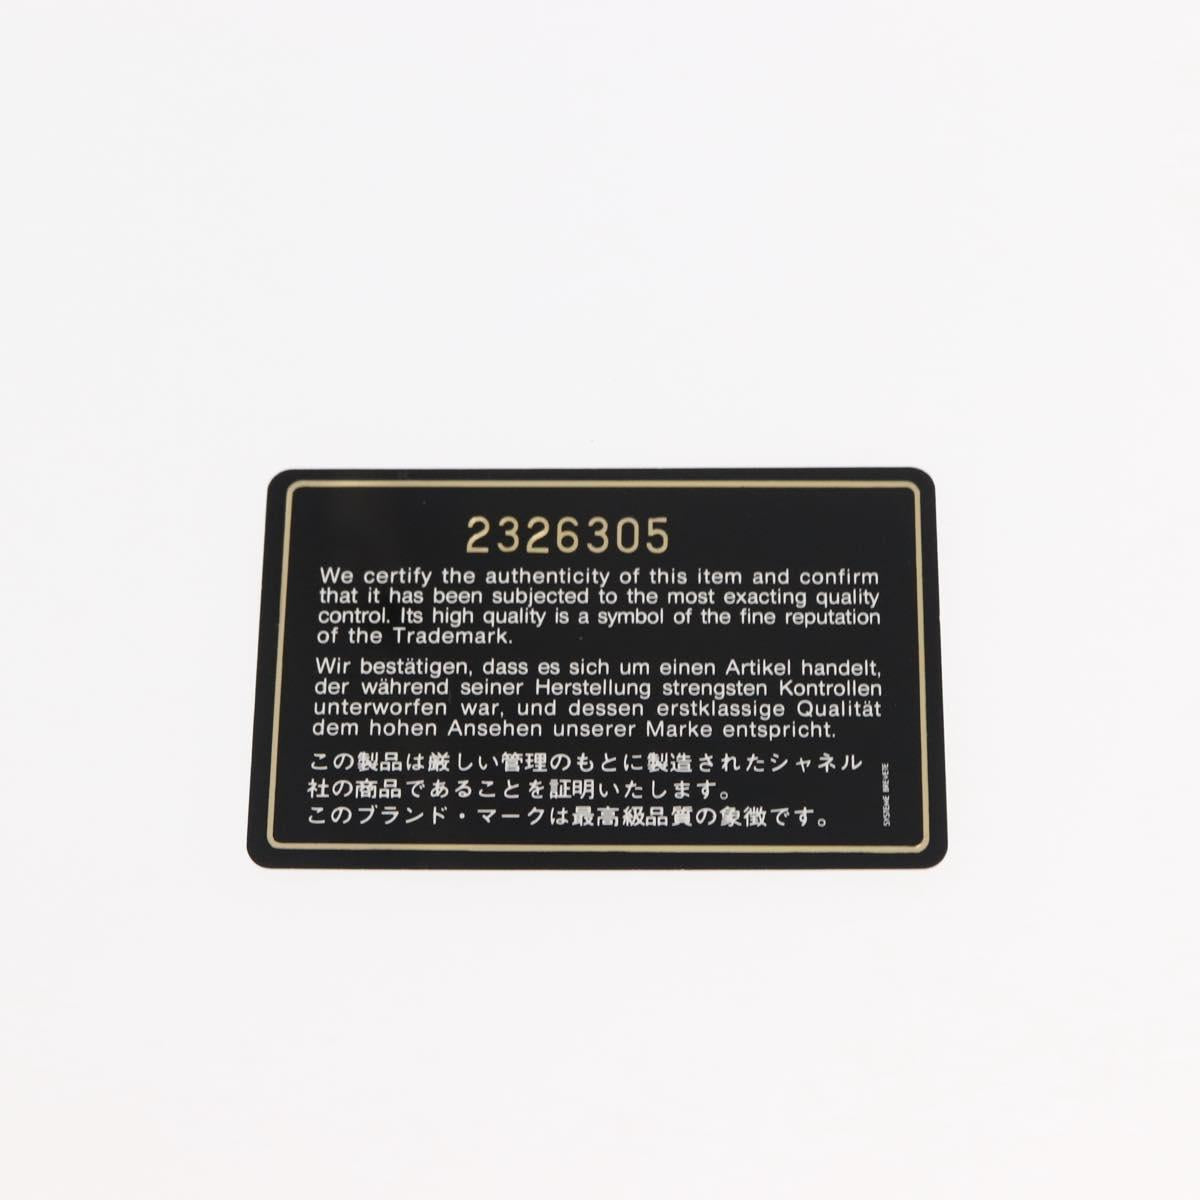 2326305
We certify the authenticity of this item and confirm
that it has been subjected to the most exacting quality
control. Its high quality is a symbol of the fine reputation
of the Trademark.
Wir bestätigen, dass es sich um einen Artikel handelt,
der während seiner Herstellung strengsten Kontrollen
unterworfen war, und dessen erstklassige Qualität
dem hohen Ansehen unserer Marke entspricht.
この製品は厳しい管理のもとに製造されたシャネル
社の商品であることを証明いたします。
このブランド・マークは最高級品質の象徴です。
SYSTEME BREVETE